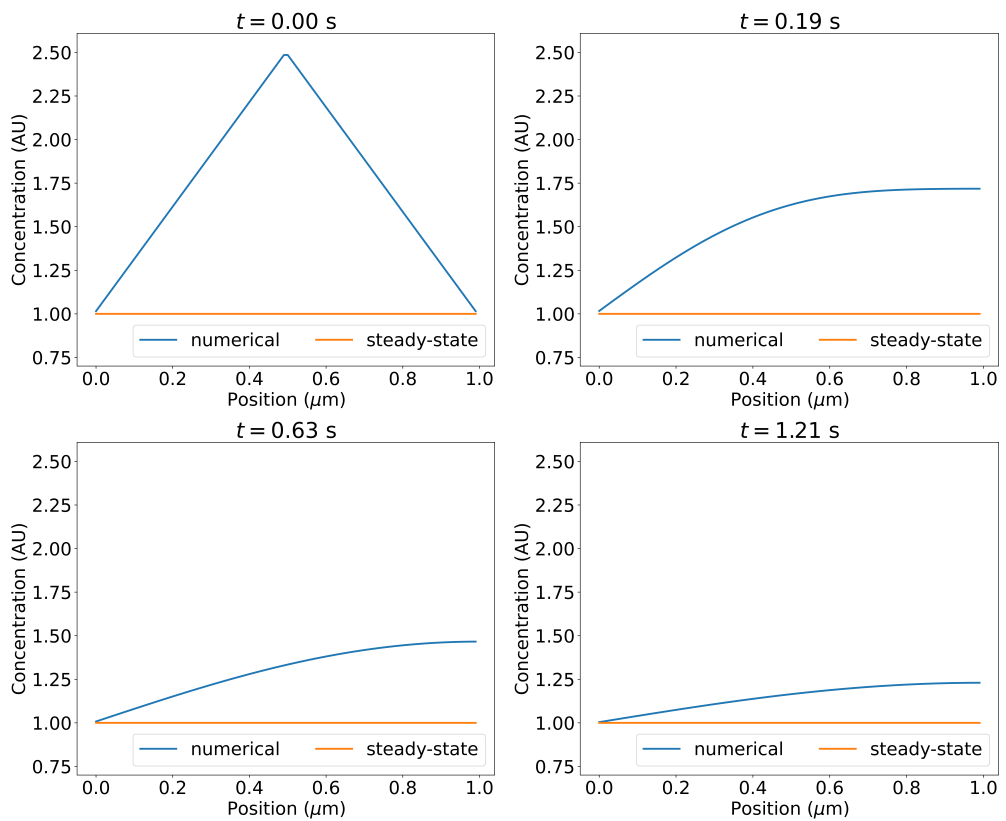 t = 0.00 s
Concentration (AU)
2.50
2.25
2.00
1.75
1.50
1.25
1.00
0.75
numerical
steady-state
0.0 0.2 0.4 0.6 0.8 1.0
Position (μm)
t = 0.19 s
Concentration (AU)
2.50
2.25
2.00
1.75
1.50
1.25
1.00
0.75
numerical
steady-state
0.0 0.2 0.4 0.6 0.8 1.0
Position (μm)
t = 0.63 s
Concentration (AU)
2.50
2.25
2.00
1.75
1.50
1.25
1.00
0.75
numerical
steady-state
0.0 0.2 0.4 0.6 0.8 1.0
Position (μm)
t = 1.21 s
Concentration (AU)
2.50
2.25
2.00
1.75
1.50
1.25
1.00
0.75
numerical
steady-state
0.0 0.2 0.4 0.6 0.8 1.0
Position (μm)